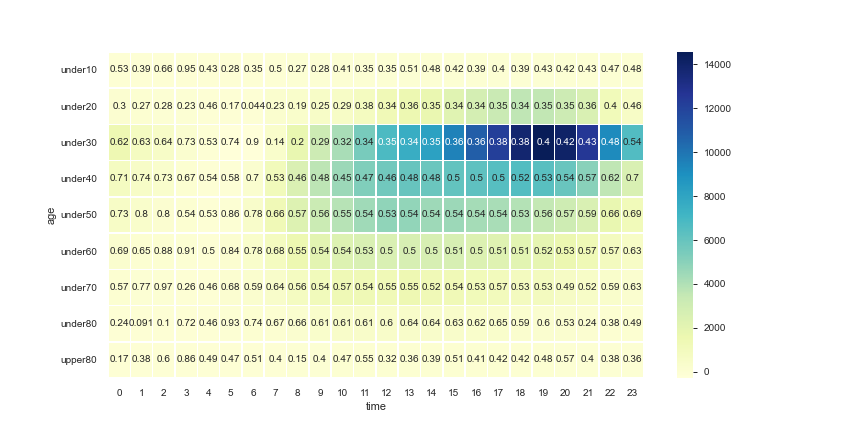 under10 0.53 0.39 0.66 0.95 0.43 0.28 0.35 0.5 0.27 0.28 0.41 0.35 0.35 0.51 0.48 0.42 0.39 0.4 0.39 0.43 0.42 0.43 0.47 0.48
under20 0.3 0.27 0.28 0.23 0.46 0.17 0.044 0.23 0.19 0.25 0.29 0.38 0.34 0.36 0.35 0.34 0.34 0.35 0.34 0.35 0.35 0.36 0.4 0.46
under30 0.62 0.63 0.64 0.73 0.53 0.74 0.9 0.14 0.2 0.29 0.32 0.34 0.35 0.34 0.35 0.36 0.36 0.38 0.38 0.4 0.42 0.43 0.48 0.54
under40 0.71 0.74 0.73 0.67 0.54 0.58 0.7 0.53 0.46 0.48 0.45 0.47 0.46 0.48 0.48 0.5 0.5 0.5 0.52 0.53 0.54 0.57 0.62 0.7
under50 0.73 0.8 0.8 0.54 0.53 0.86 0.78 0.66 0.57 0.56 0.55 0.54 0.53 0.54 0.54 0.54 0.54 0.54 0.53 0.56 0.57 0.59 0.66 0.69
under60 0.69 0.65 0.88 0.91 0.5 0.84 0.78 0.68 0.55 0.54 0.54 0.53 0.5 0.5 0.5 0.51 0.5 0.51 0.51 0.52 0.53 0.57 0.57 0.63
under70 0.57 0.77 0.97 0.26 0.46 0.68 0.59 0.64 0.56 0.54 0.57 0.54 0.55 0.55 0.52 0.54 0.53 0.57 0.53 0.53 0.49 0.52 0.59 0.63
under80 0.24 0.091 0.1 0.72 0.46 0.93 0.74 0.67 0.66 0.61 0.61 0.61 0.6 0.64 0.64 0.63 0.62 0.65 0.59 0.6 0.53 0.24 0.38 0.49
upper80 0.17 0.38 0.6 0.86 0.49 0.47 0.51 0.4 0.15 0.4 0.47 0.55 0.32 0.36 0.39 0.51 0.41 0.42 0.42 0.48 0.57 0.4 0.38 0.36
0 1 2 3 4 5 6 7 8 9 10 11 12 13 14 15 16 17 18 19 20 21 22 23
time
age
14000
12000
10000
8000
6000
4000
2000
0